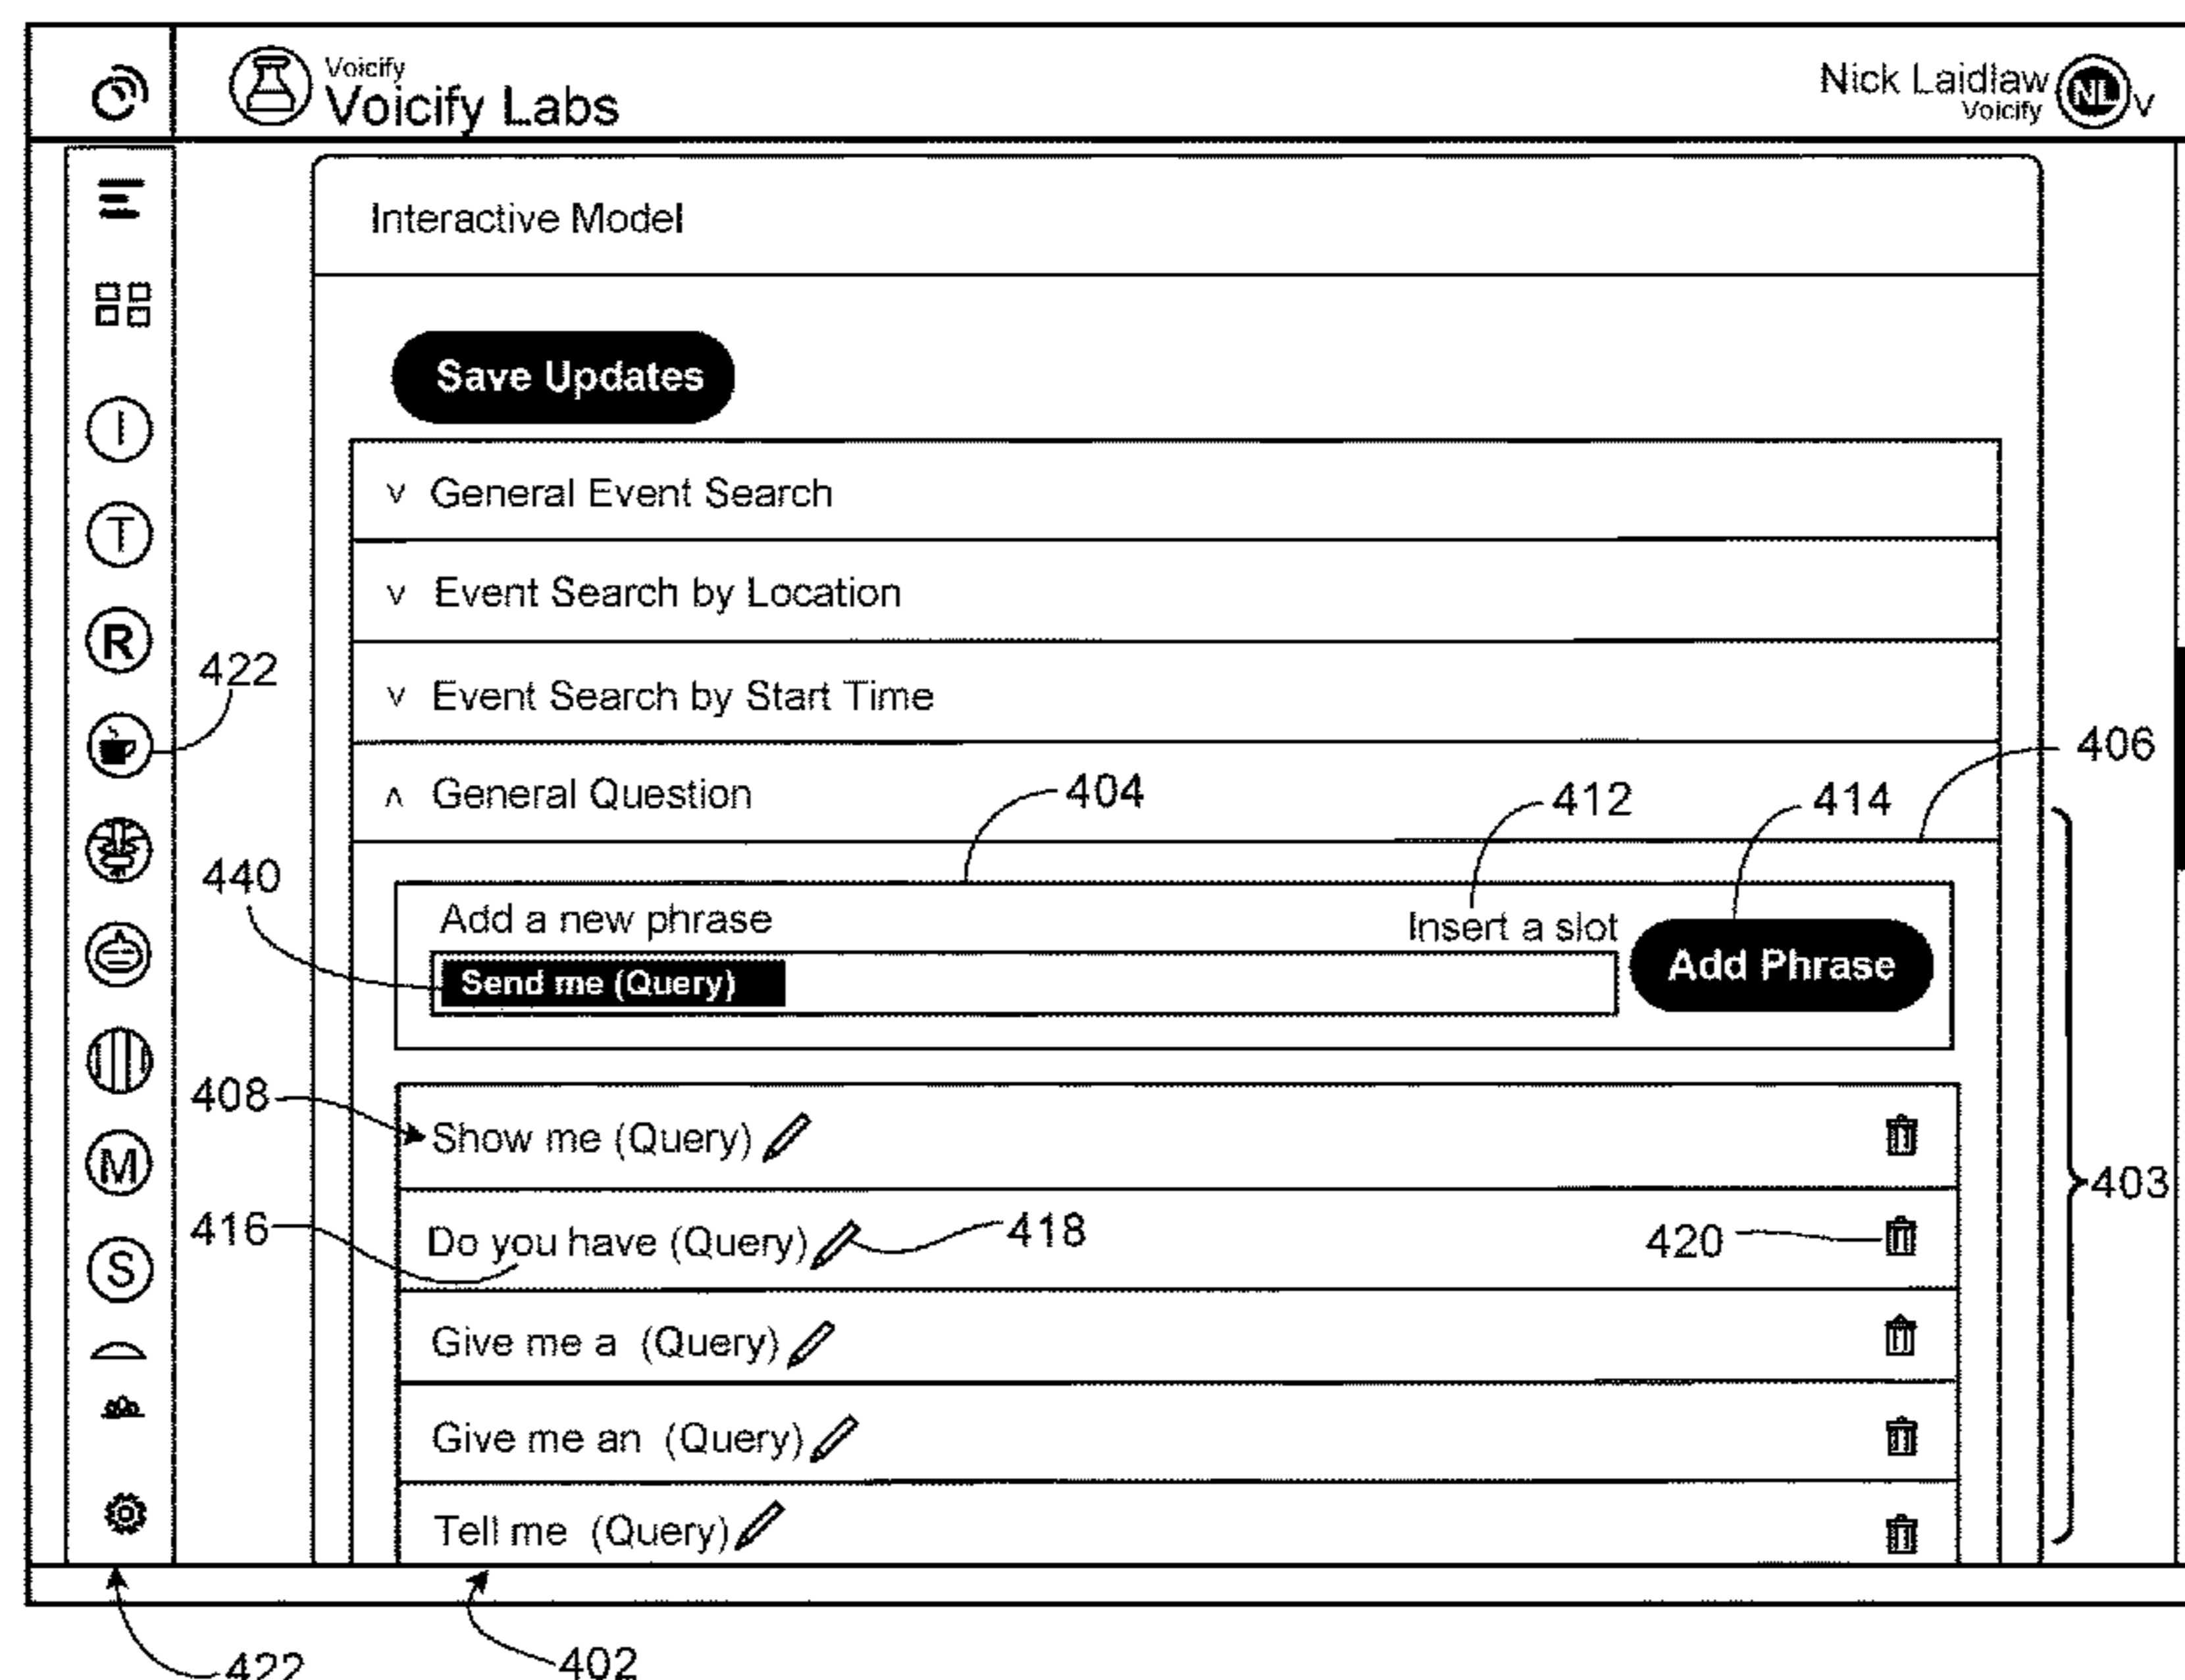 Voicify
Voicify Labs
Nick Laidlaw
Voicify
NL
V
Interactive Model
Save Updates
I
T
R
M
S
v General Event Search
v Event Search by Location
v Event Search by Start Time
422
406
ʌ General Question
404
412
414
440
Add a new phrase
Insert a slot
Send me (Query)
Add Phrase
408
Show me (Query)
403
416
Do you have (Query)
418
420
Give me a (Query)
Give me an (Query)
Tell me (Query)
422
402